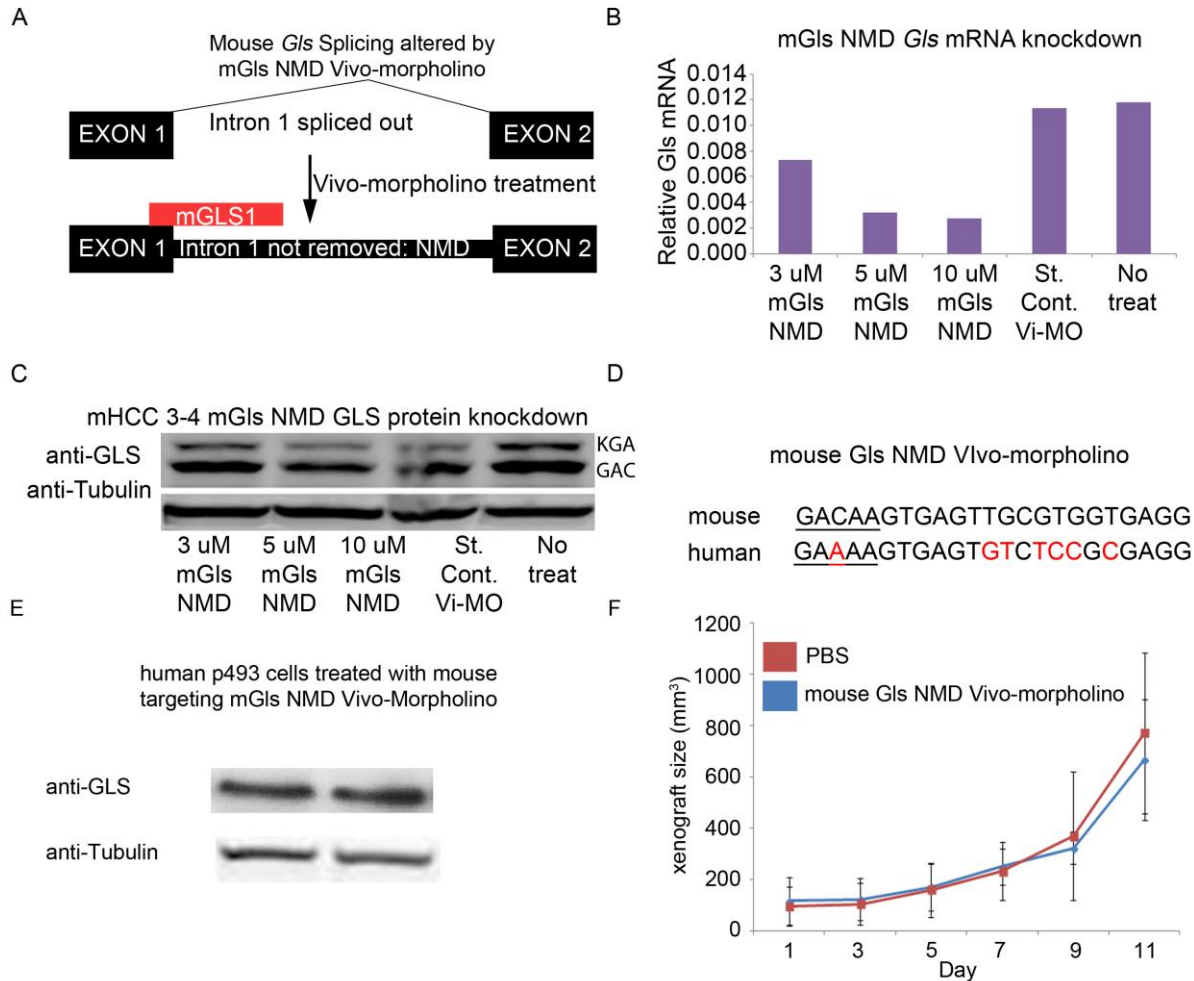 A
Mouse Gls Splicing altered by
mGls NMD Vivo-morpholino
EXON 1
Intron 1 spliced out
EXON 2
Vivo-morpholino treatment
mGLS1
EXON 1
Intron 1 not removed: NMD
EXON 2
B
mGls NMD Gls mRNA knockdown
Relative Gls mRNA
0.014
0.012
0.010
0.008
0.006
0.004
0.002
0.000
3 uM
mGls
NMD
5 uM
mGls
NMD
10 uM
mGls
NMD
St.
Cont.
Vi-MO
No
treat
C
mHCC 3-4 mGls NMD GLS protein knockdown
anti-GLS
anti-Tubulin
KGA
GAC
3 uM
mGls
NMD
5 uM
mGls
NMD
10 uM
mGls
NMD
St.
Cont.
Vi-MO
No
treat
D
mouse Gls NMD VIvo-morpholino
mouse GACAAGTGAGTTGCGTGGTGAGG
human GAAAAGTGAGTGTCTCCGCGAGG
E
human p493 cells treated with mouse
targeting mGls NMD Vivo-Morpholino
anti-GLS
anti-Tubulin
F
xenograft size (mm³)
1200
1000
800
600
400
200
0
PBS
mouse Gls NMD Vivo-morpholino
1 3 5 7 9 11
Day